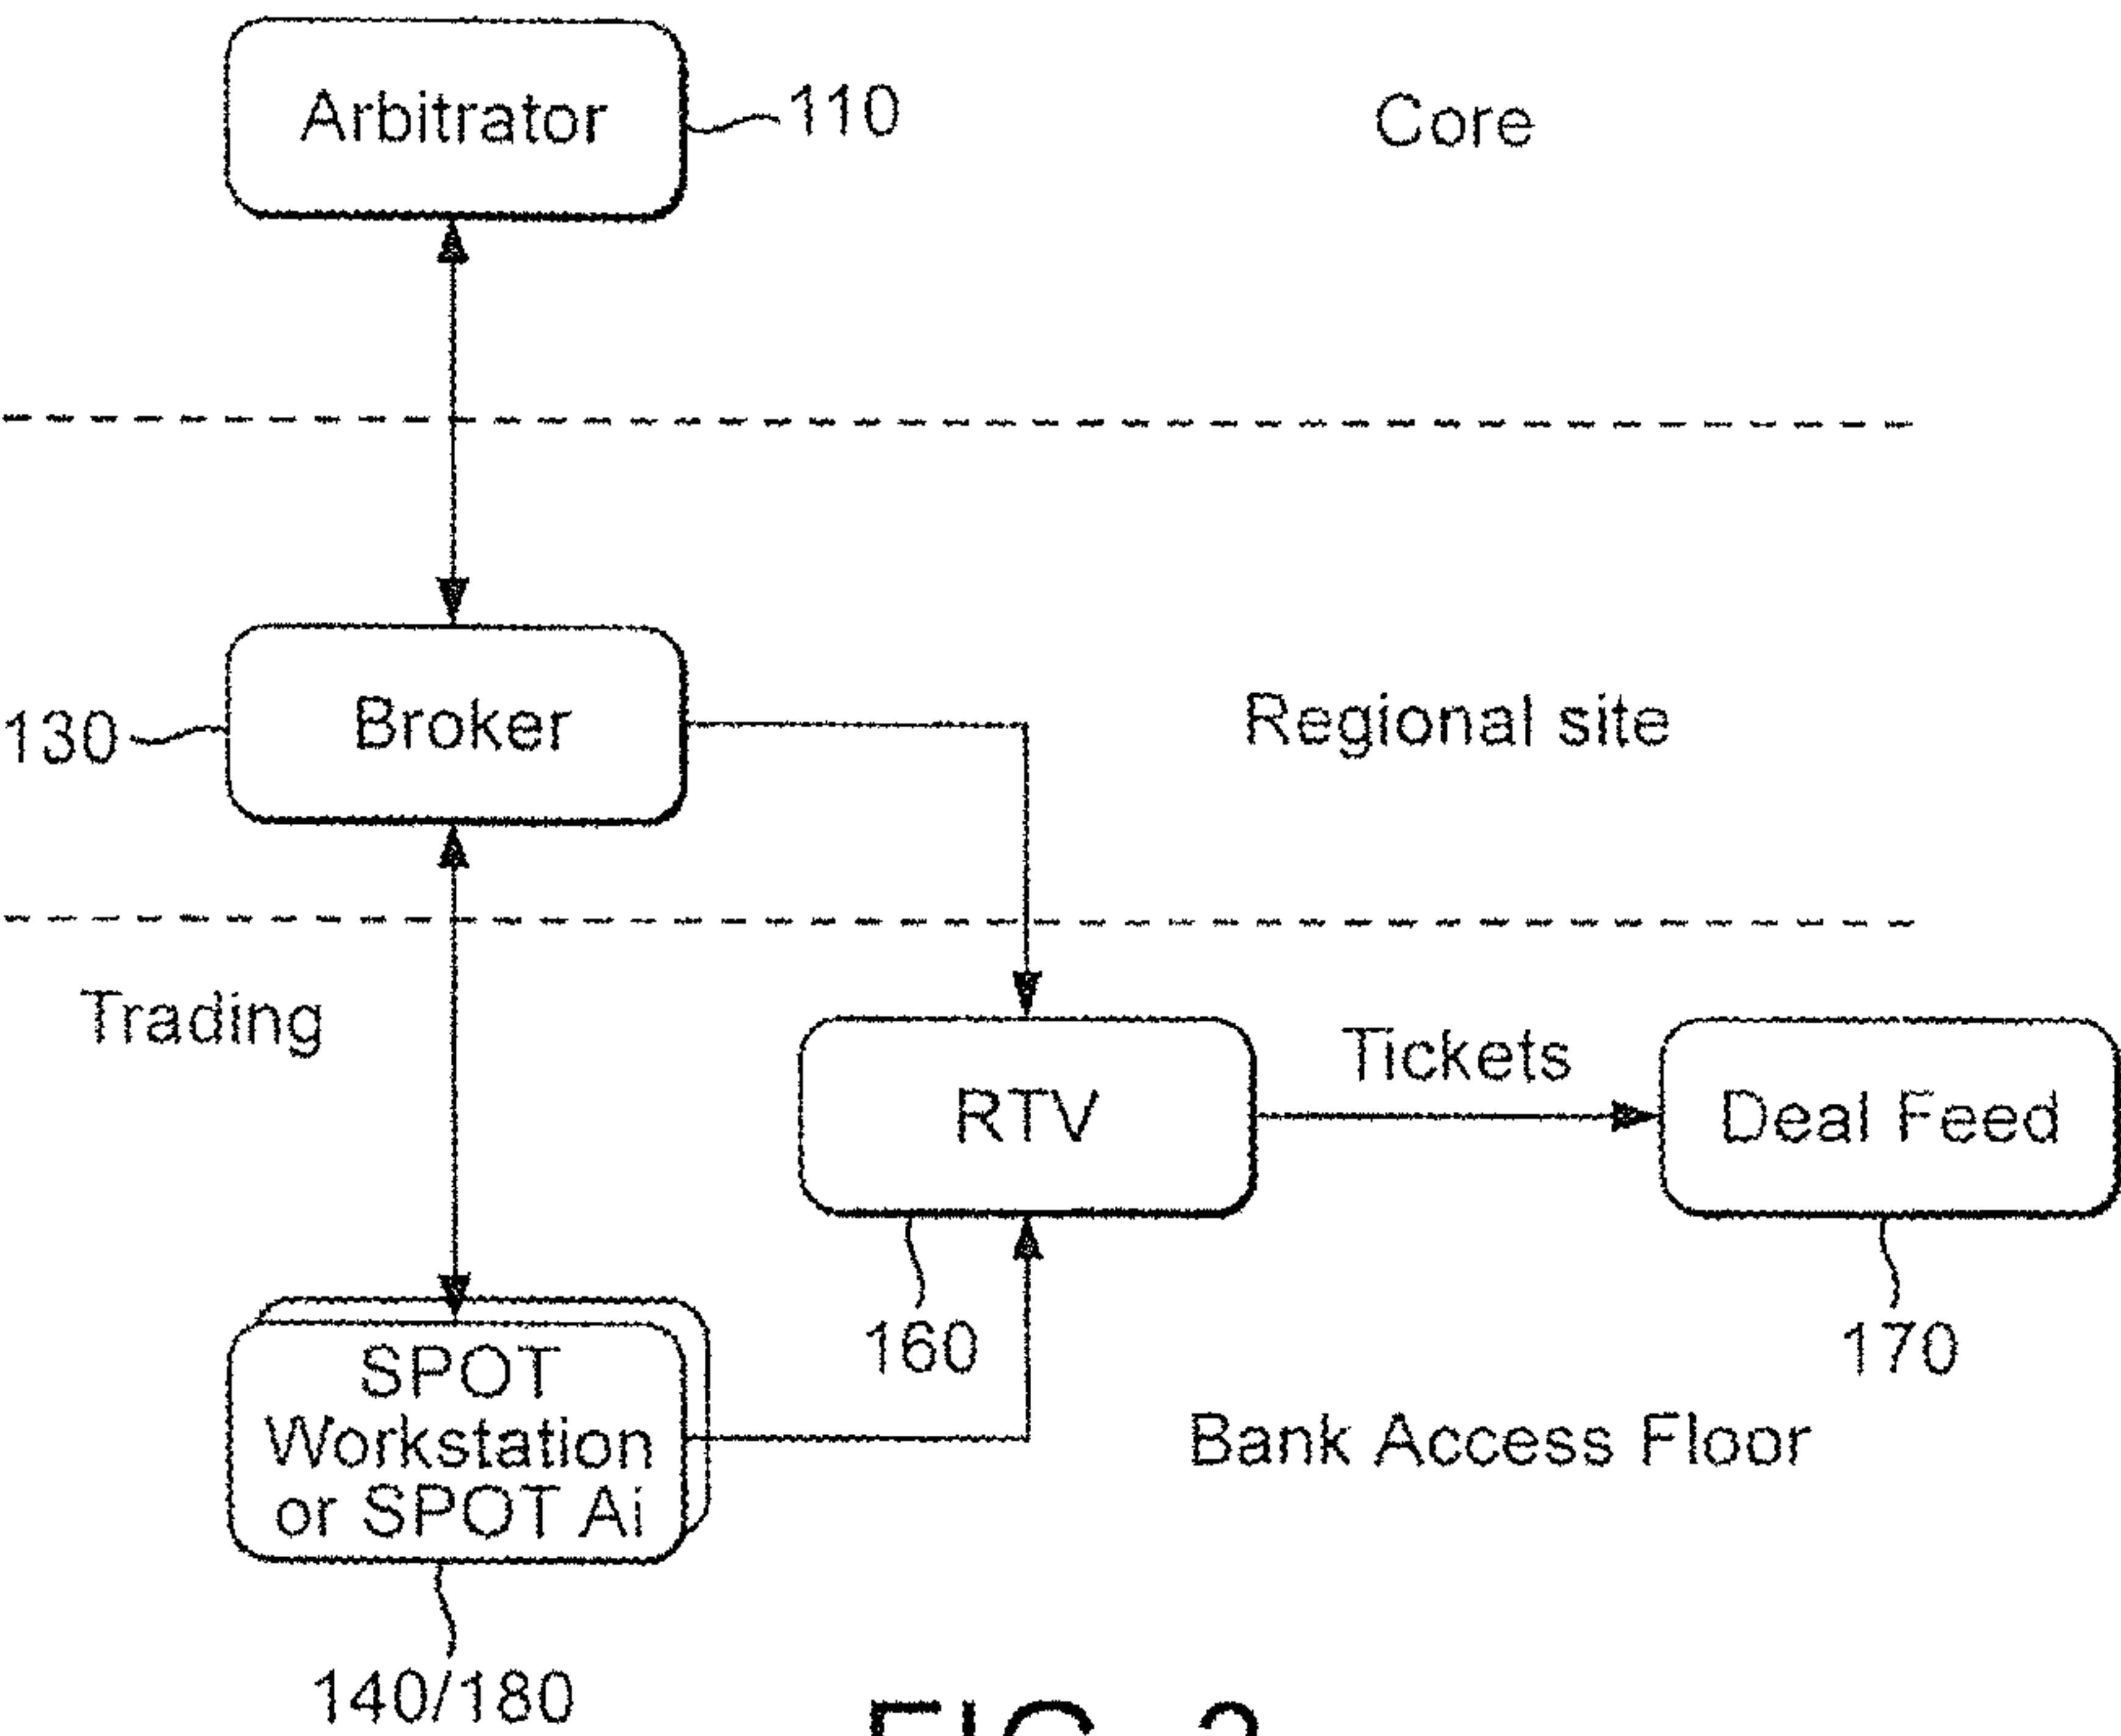 Arbitrator
110
Core
130
Broker
Regional site
Trading
RTV
Tickets
Deal Feed
160
170
SPOT
Workstation
or SPOT Ai
Bank Access Floor
140/180